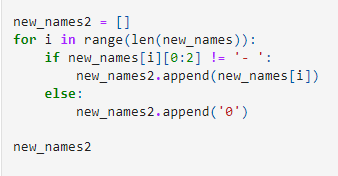 new_names2 = []
for i in range(len(new_names)):
    if new_names[i][0:2] != '- ':
        new_names2.append(new_names[i])
    else:
        new_names2.append('0')

new_names2